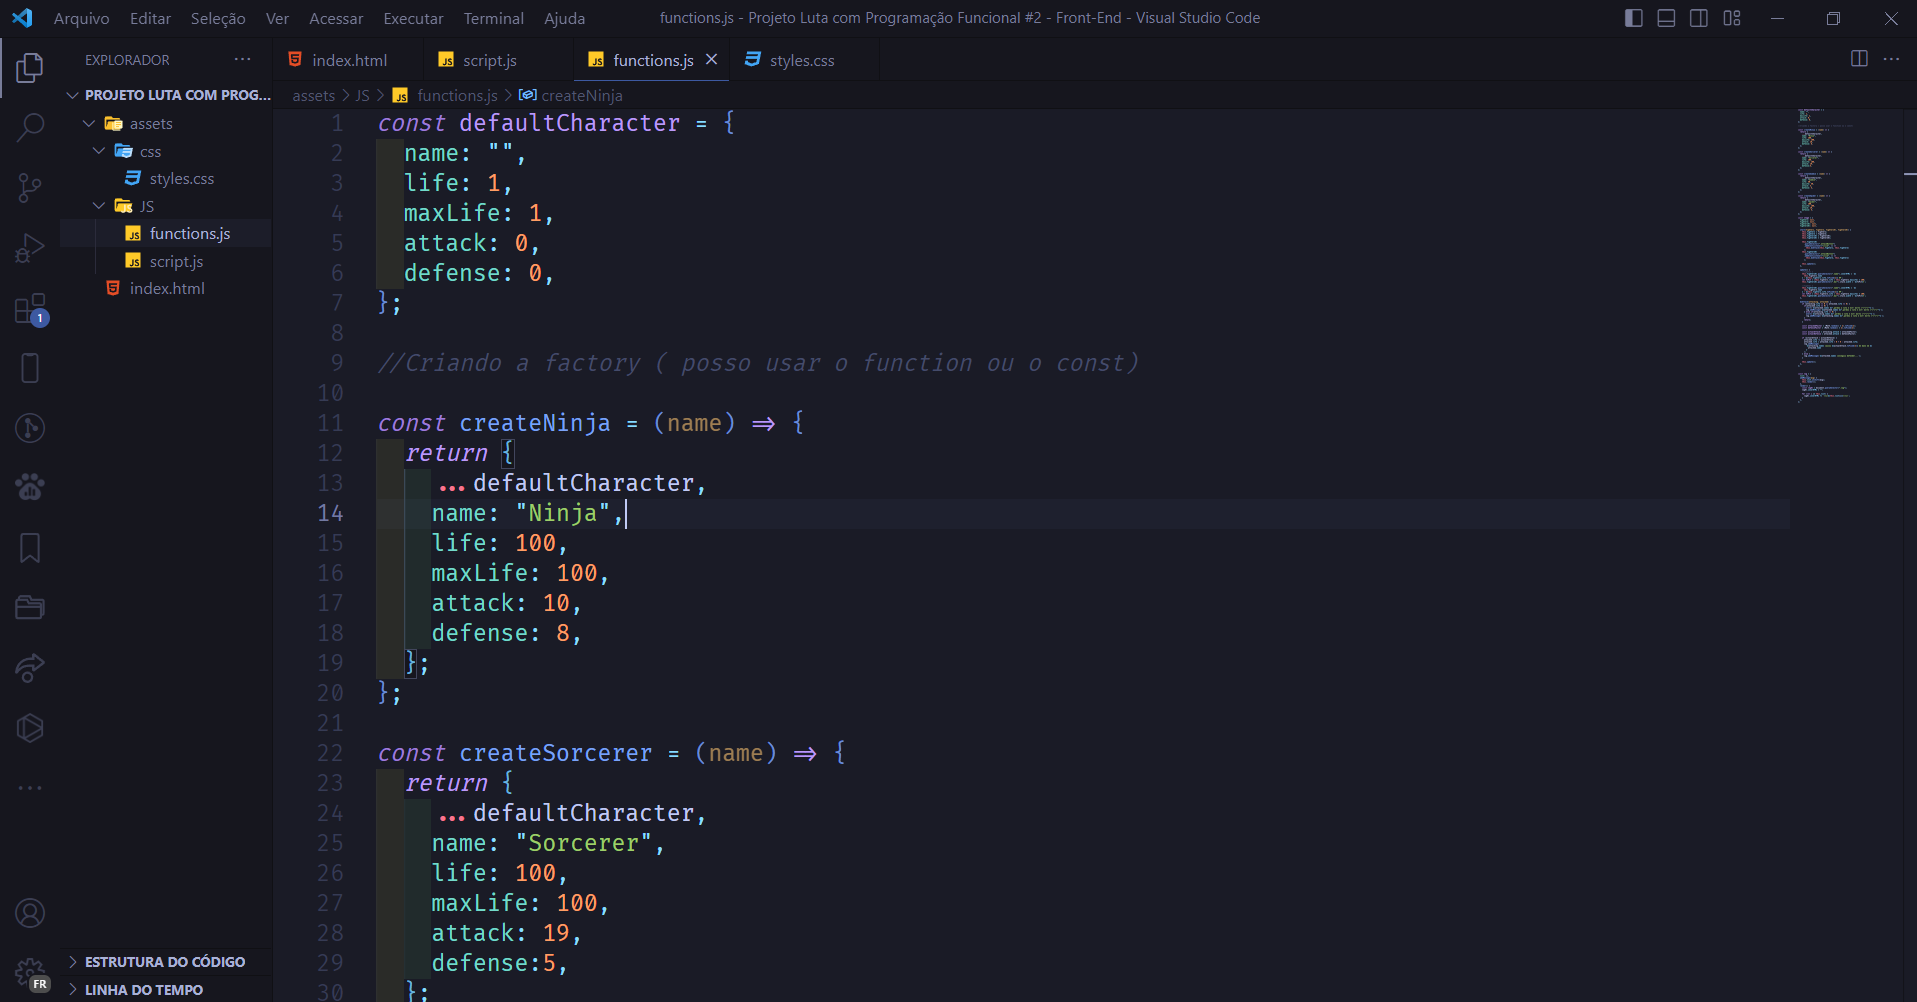 Arquivo Editar Seleção Ver Acessar Executar Terminal Ajuda
functions.js - Projeto Luta com Programação Funcional #2 - Front-End - Visual Studio Code
EXPLORADOR
PROJETO LUTA COM PROG...
assets
css
styles.css
JS
functions.js
script.js
index.html
1
ESTRUTURA DO CÓDIGO
LINHA DO TEMPO
FR
index.html script.js functions.js styles.css
assets > JS > functions.js > createNinja
1 const defaultCharacter = {
2 name: "",
3 life: 1,
4 maxLife: 1,
5 attack: 0,
6 defense: 0,
7 };
8
9 //Criando a factory ( posso usar o function ou o const)
10
11 const createNinja = (name) => {
12 return {
13 ...defaultCharacter,
14 name: "Ninja",
15 life: 100,
16 maxLife: 100,
17 attack: 10,
18 defense: 8,
19 };
20 };
21
22 const createSorcerer = (name) => {
23 return {
24 ...defaultCharacter,
25 name: "Sorcerer",
26 life: 100,
27 maxLife: 100,
28 attack: 19,
29 defense:5,
30 };